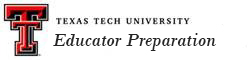 TEXAS TECH UNIVERSITY
Educator Preparation